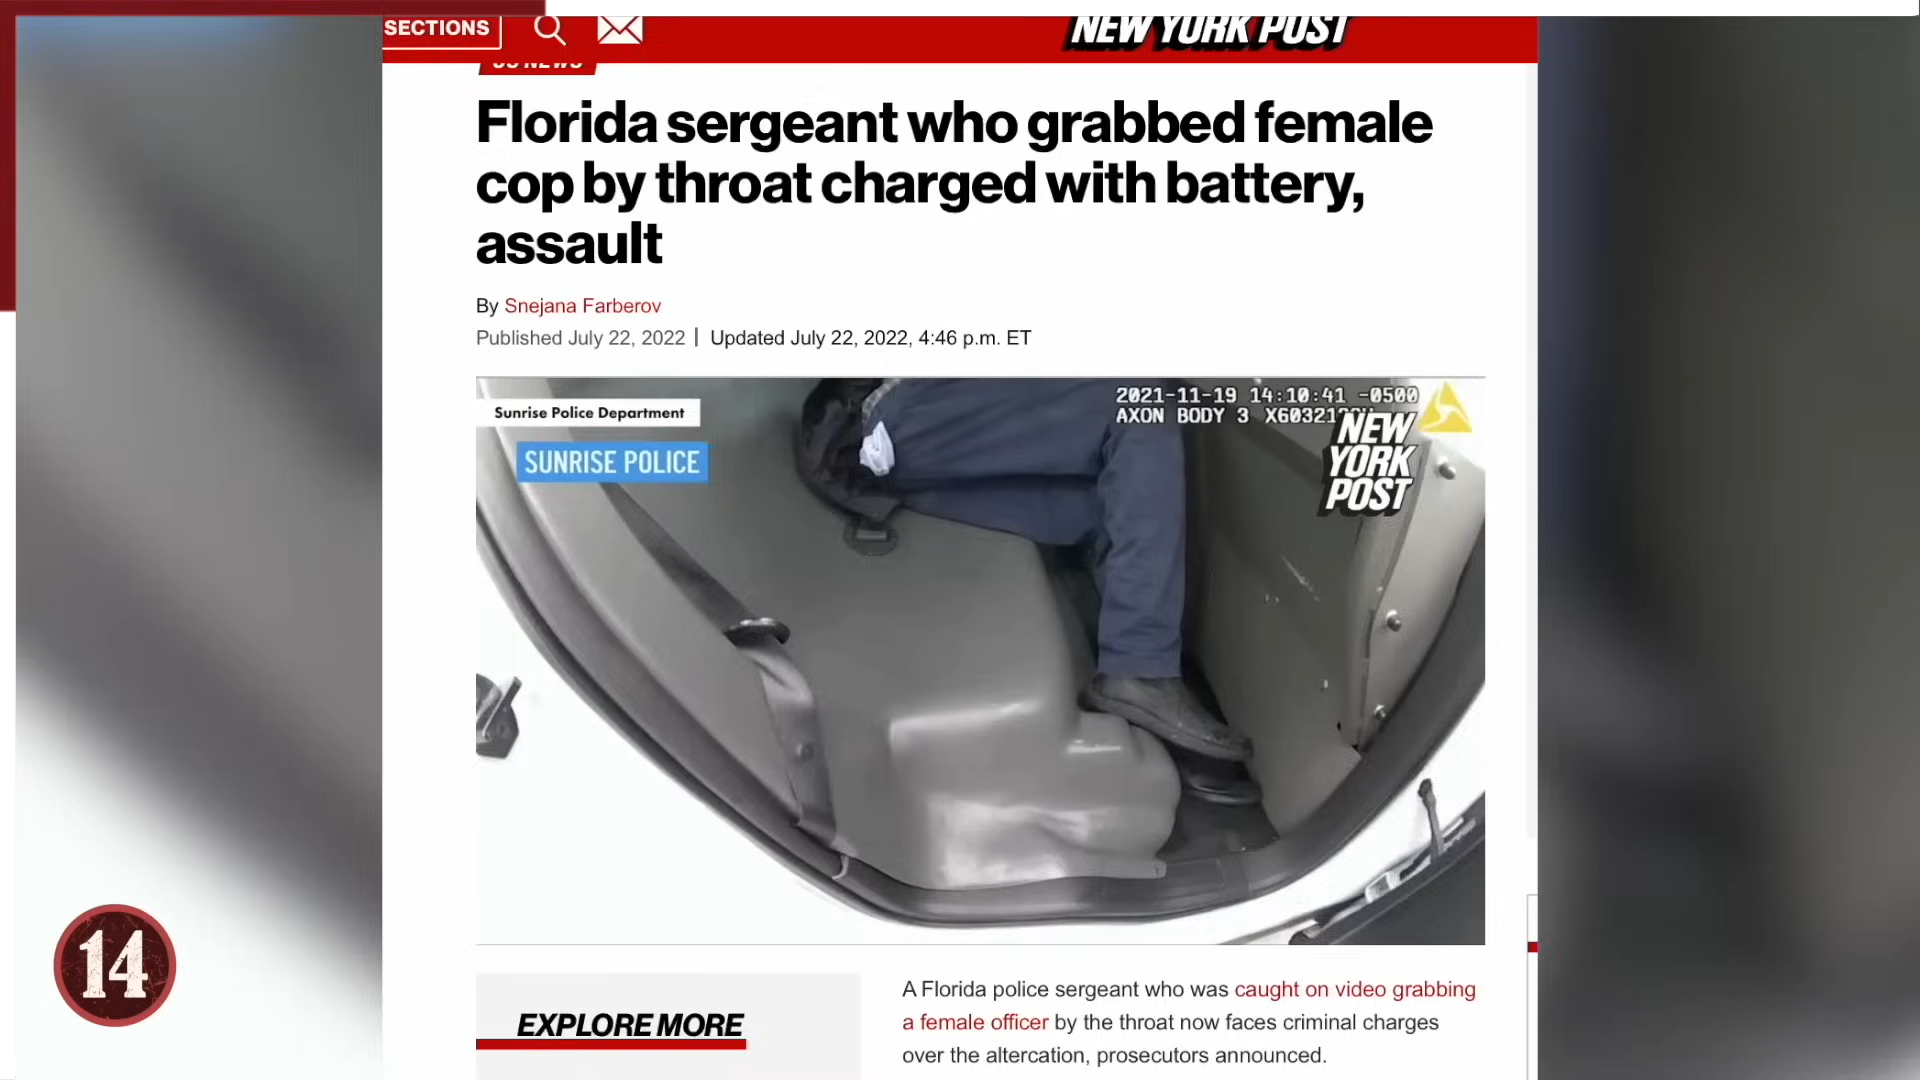 SECTIONS
NEW YORK POST
US NEWS
Florida sergeant who grabbed female
cop by throat charged with battery,
assault
By Snejana Farberov
Published July 22, 2022 | Updated July 22, 2022, 4:46 p.m. ET
Sunrise Police Department
SUNRISE POLICE
2021-11-19 14:10:41 -0500
AXON BODY 3
NEW
YORK
POST
14
EXPLORE MORE
A Florida police sergeant who was caught on video grabbing
a female officer by the throat now faces criminal charges
over the altercation, prosecutors announced.